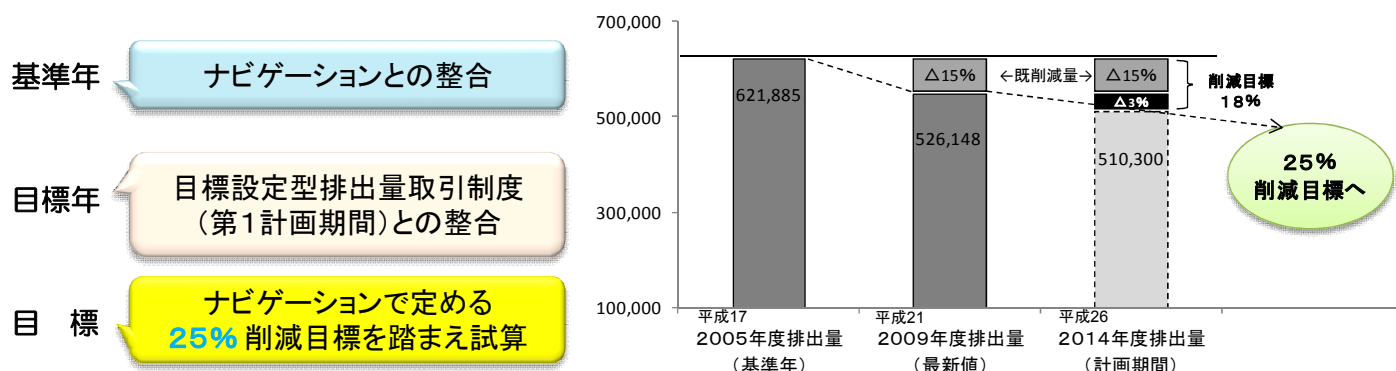 基準年
ナビゲーションとの整合
目標年
目標設定型排出量取引制度
（第１計画期間）との整合
目　標
ナビゲーションで定める
２５％ 削減目標を踏まえ試算
700,000
500,000
300,000
100,000
621,885
△15%
526,148
←既削減量→
△15%
△3%
510,300
削減目標
１８％
２５％
削減目標へ
平成17
２００５年度排出量
（基準年）
平成21
２００９年度排出量
（最新値）
平成26
２０１４年度排出量
（計画期間）